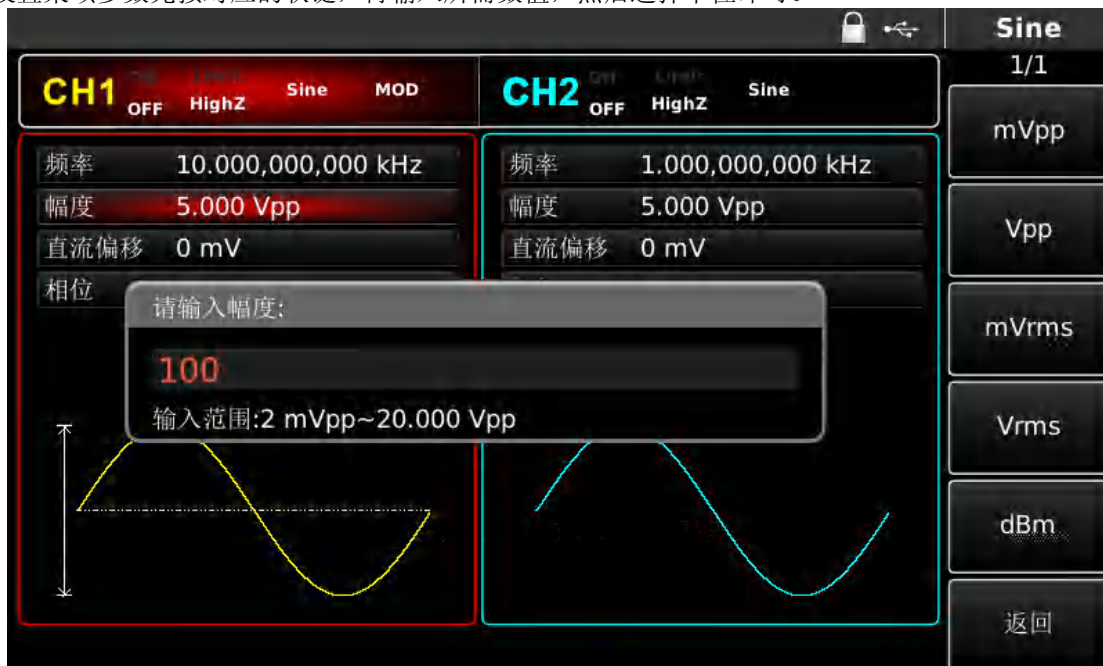 Sine
1/1
CH1 OFF HighZ Sine MOD
CH2 OFF HighZ Sine
频率 10.000,000,000 kHz
幅度 5.000 Vpp
直流偏移 0 mV
相位
频率 1.000,000,000 kHz
幅度 5.000 Vpp
直流偏移 0 mV
请输入幅度:
100
输入范围:2 mVpp~20.000 Vpp
mVpp
Vpp
mVrms
Vrms
dBm
返回